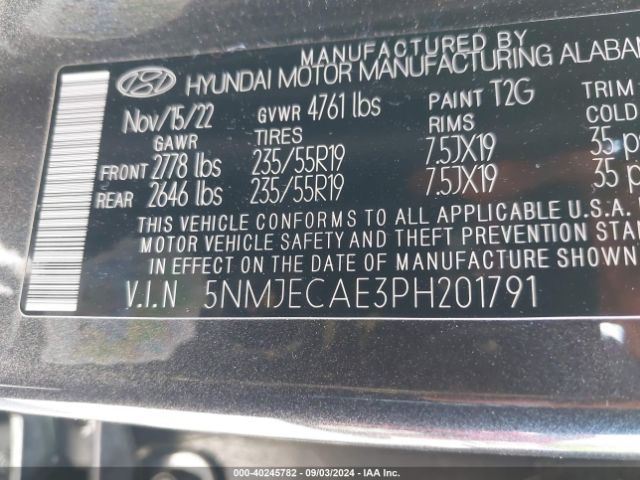 MANUFACTURED BY
HYUNDAI MOTOR MANUFACTURING ALABA
Nov/15/22 GVWR 4761 lbs PAINT T2G TRIM
GAWR TIRES RIMS COLD
FRONT 2778 lbs 235/55R19 7.5JX19 35 p
REAR 2646 lbs 235/55R19 7.5JX19 35 p
THIS VEHICLE CONFORMS TO ALL APPLICABLE U.S.A.
MOTOR VEHICLE SAFETY AND THEFT PREVENTION STAN
IN EFFECT ON THE DATE OF MANUFACTURE SHOWN
V.I.N 5NMJECAE3PH201791
000-40245782 - 09/03/2024 - IAA Inc.